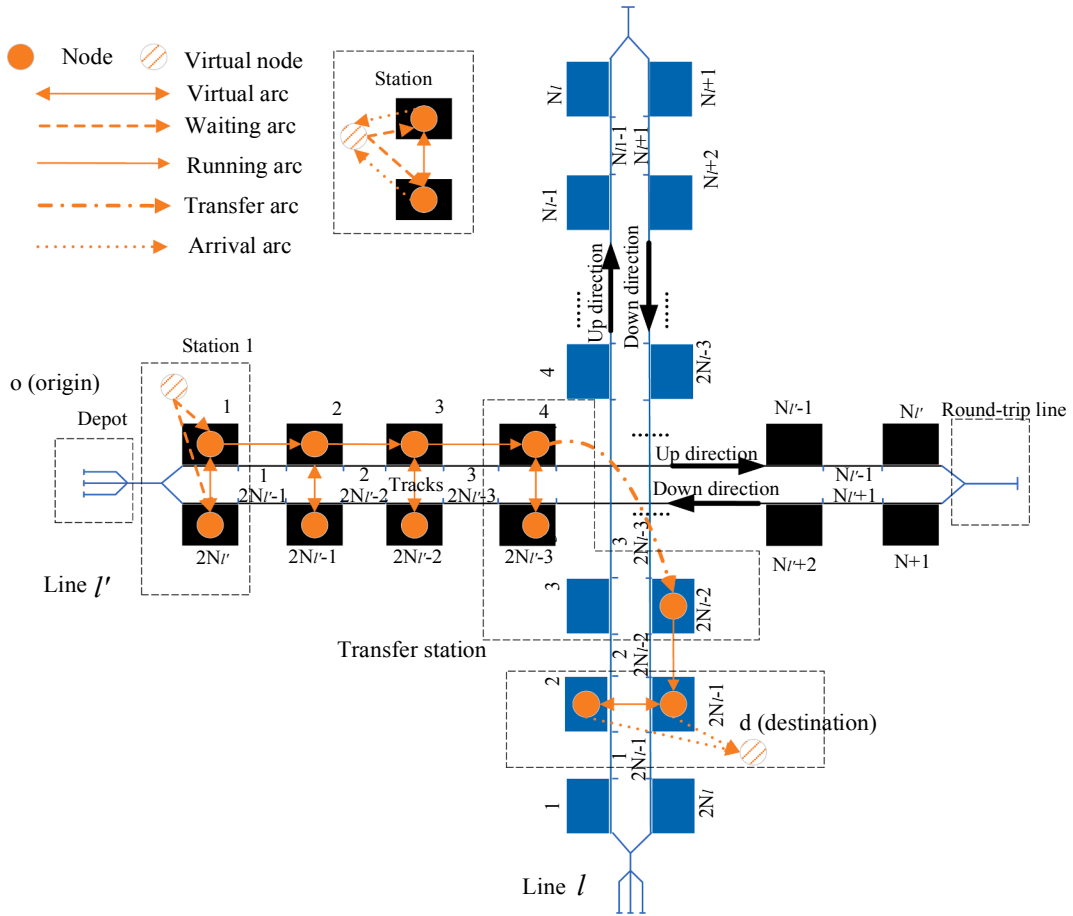 Node
Virtual node
Virtual arc
Waiting arc
Running arc
Transfer arc
Arrival arc
Station
Nl
Nl+1
Nl1-1
Nl+1
Nl-1
Nl+2
Up direction
Down direction
4
2Nl-3
Station 1
o (origin)
Depot
1
2
3
4
Nl'-1
Nl'
Round-trip line
Up direction
1
2
3
Nl'-1
Tracks
2Nl'-1
2Nl'-2
2Nl'-3
Down direction
Nl'+1
2Nl'
2Nl'-1
2Nl'-2
2Nl'-3
Nl'+2
N+1
Line l'
3
2Nl-3
3
2Nl-2
Transfer station
2
2Nl-2
2
2Nl-1
d (destination)
1
2Nl-1
1
2Nl
Line l